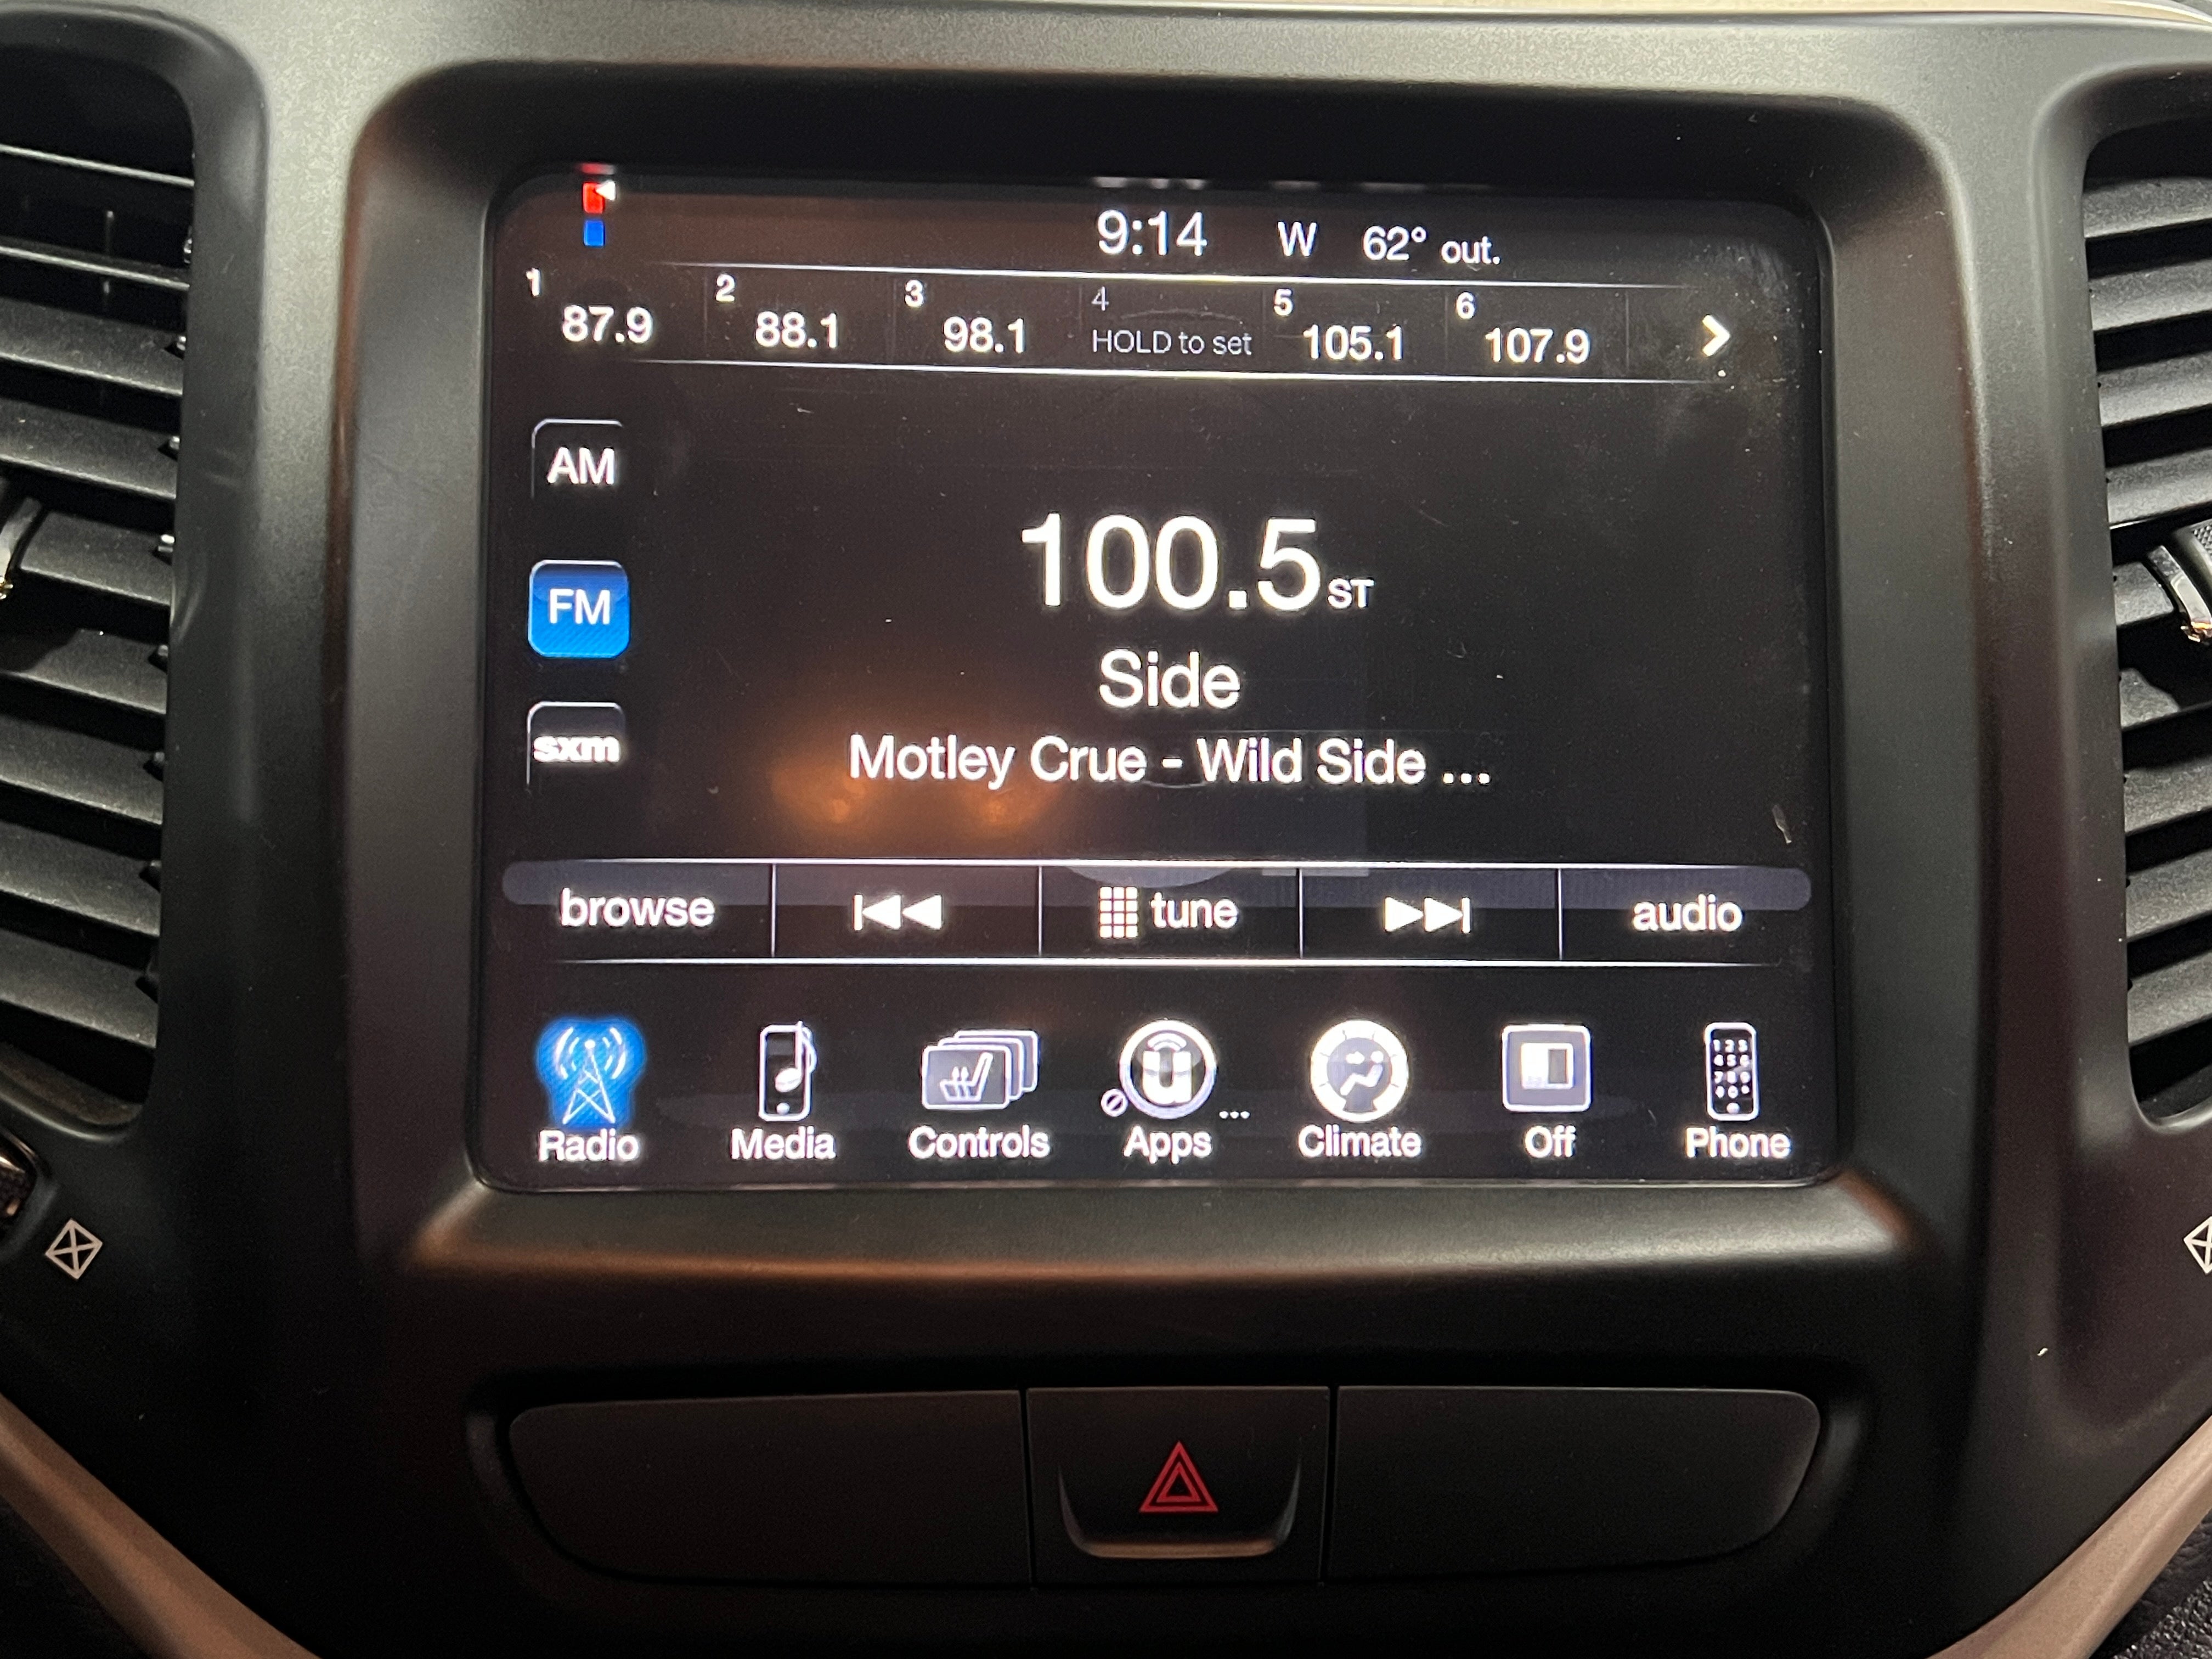 9:14 W 62° out.
1 87.9 2 88.1 3 98.1 4 HOLD to set 5 105.1 6 107.9
AM
100.5 ST
FM
Side
sxm
Motley Crue - Wild Side ...
browse tune audio
Radio Media Controls Apps ... Climate Off Phone